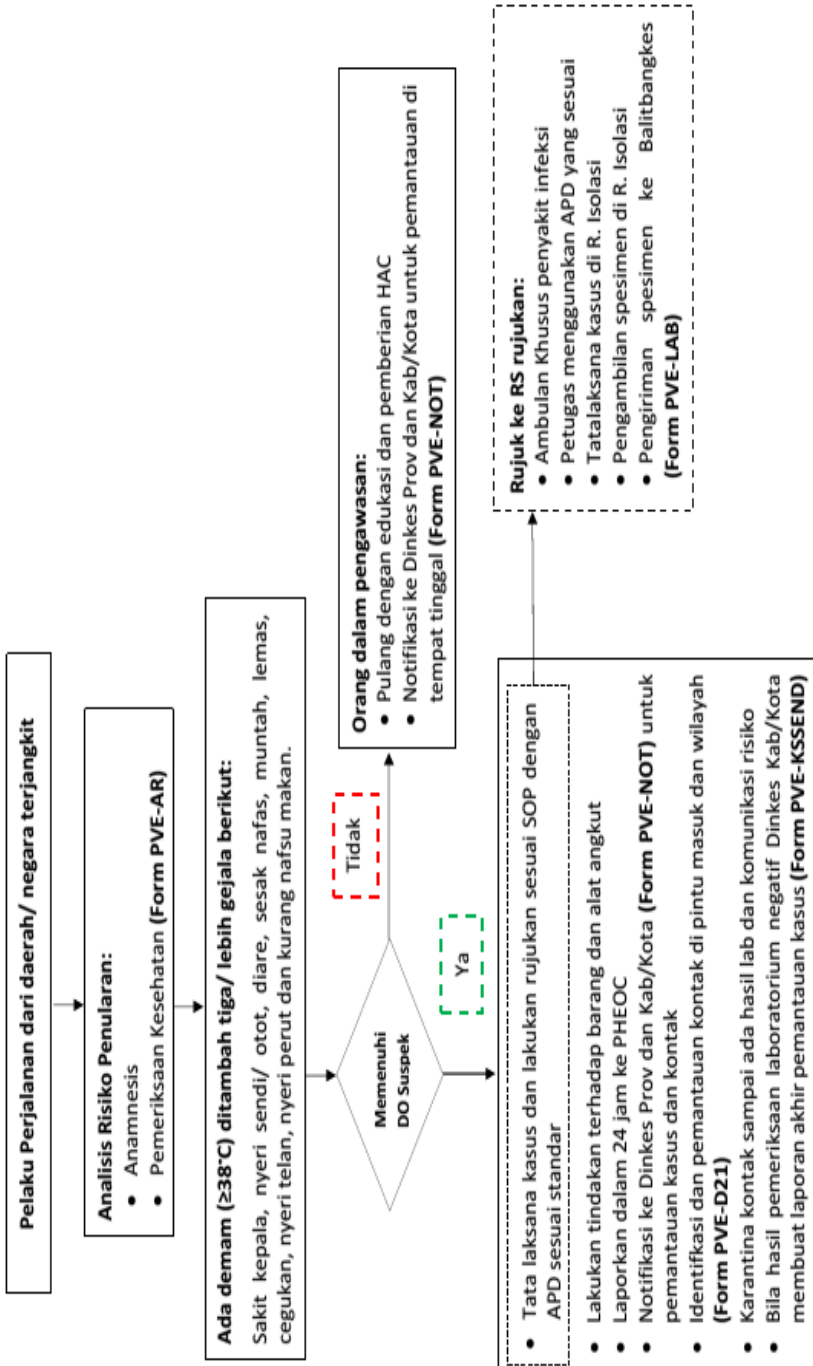 Pelaku Perjalanan dari daerah/ negara terjangkit
Analisis Risiko Penularan:
• Anamnesis
• Pemeriksaan Kesehatan (Form PVE-AR)
Ada demam (≥38°C) ditambah tiga/ lebih gejala berikut:
Sakit kepala, nyeri sendi/ otot, diare, sesak nafas, muntah, lemas,
cegukan, nyeri telan, nyeri perut dan kurang nafsu makan.
Memenuhi
DO Suspek
Tidak
Orang dalam pengawasan:
• Pulang dengan edukasi dan pemberian HAC
• Notifikasi ke Dinkes Prov dan Kab/Kota untuk pemantauan di
tempat tinggal (Form PVE-NOT)
Ya
• Tata laksana kasus dan lakukan rujukan sesuai SOP dengan
APD sesuai standar
• Lakukan tindakan terhadap barang dan alat angkut
• Laporkan dalam 24 jam ke PHEOC
• Notifikasi ke Dinkes Prov dan Kab/Kota (Form PVE-NOT) untuk
pemantauan kasus dan kontak
• Identifkasi dan pemantauan kontak di pintu masuk dan wilayah
(Form PVE-D21)
• Karantina kontak sampai ada hasil lab dan komunikasi risiko
• Bila hasil pemeriksaan laboratorium negatif Dinkes Kab/Kota
membuat laporan akhir pemantauan kasus (Form PVE-KSSEND)
Rujuk ke RS rujukan:
• Ambulan Khusus penyakit infeksi
• Petugas menggunakan APD yang sesuai
• Tatalaksana kasus di R. Isolasi
• Pengambilan spesimen di R. Isolasi
• Pengiriman spesimen ke Balitbangkes
(Form PVE-LAB)